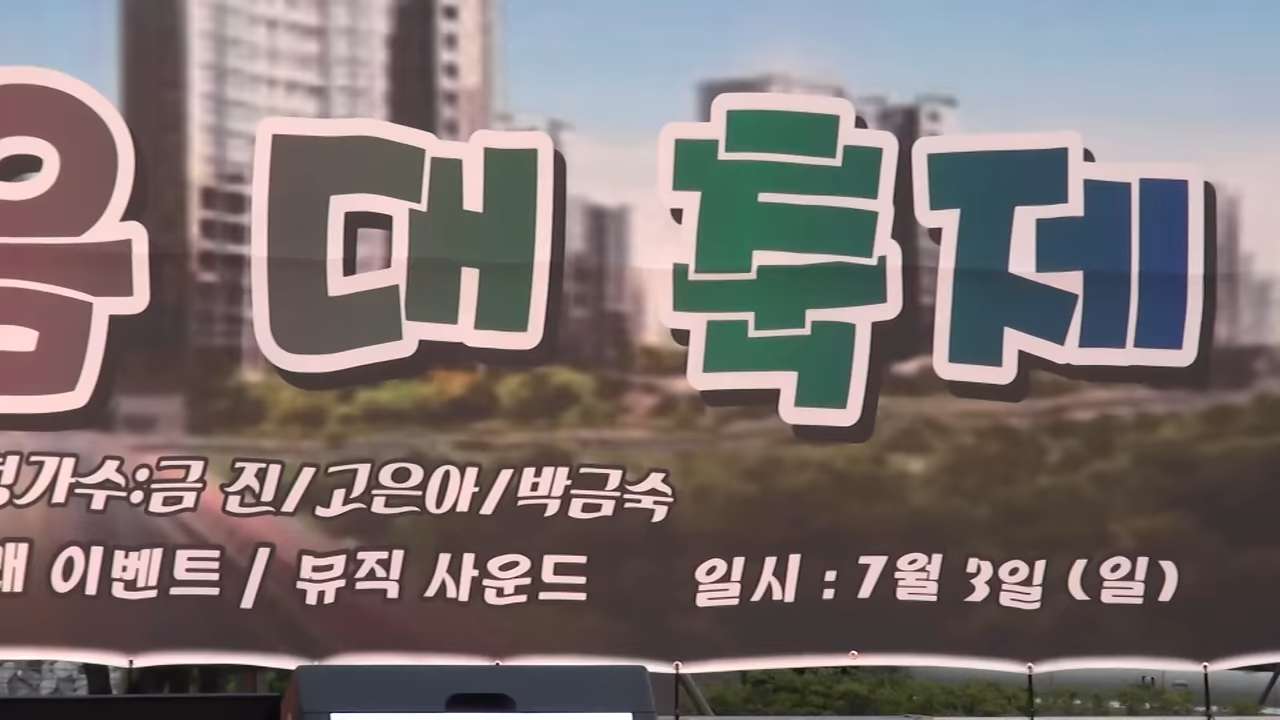 음 대 특제
가수:금 진/고은아/박금숙
이벤트/ 뮤직 사운드 일시 : 7월 3일 (일)